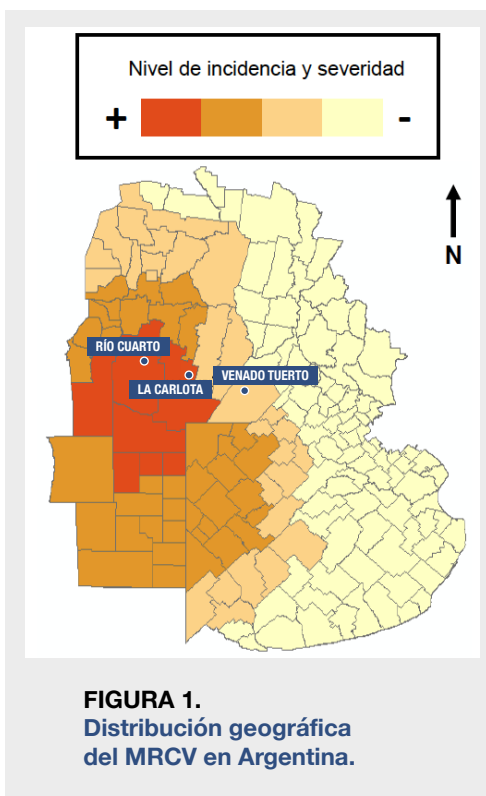 Nivel de incidencia y severidad
+ -
N
RÍO CUARTO
LA CARLOTA
VENADO TUERTO
FIGURA 1.
Distribución geográfica
del MRCV en Argentina.